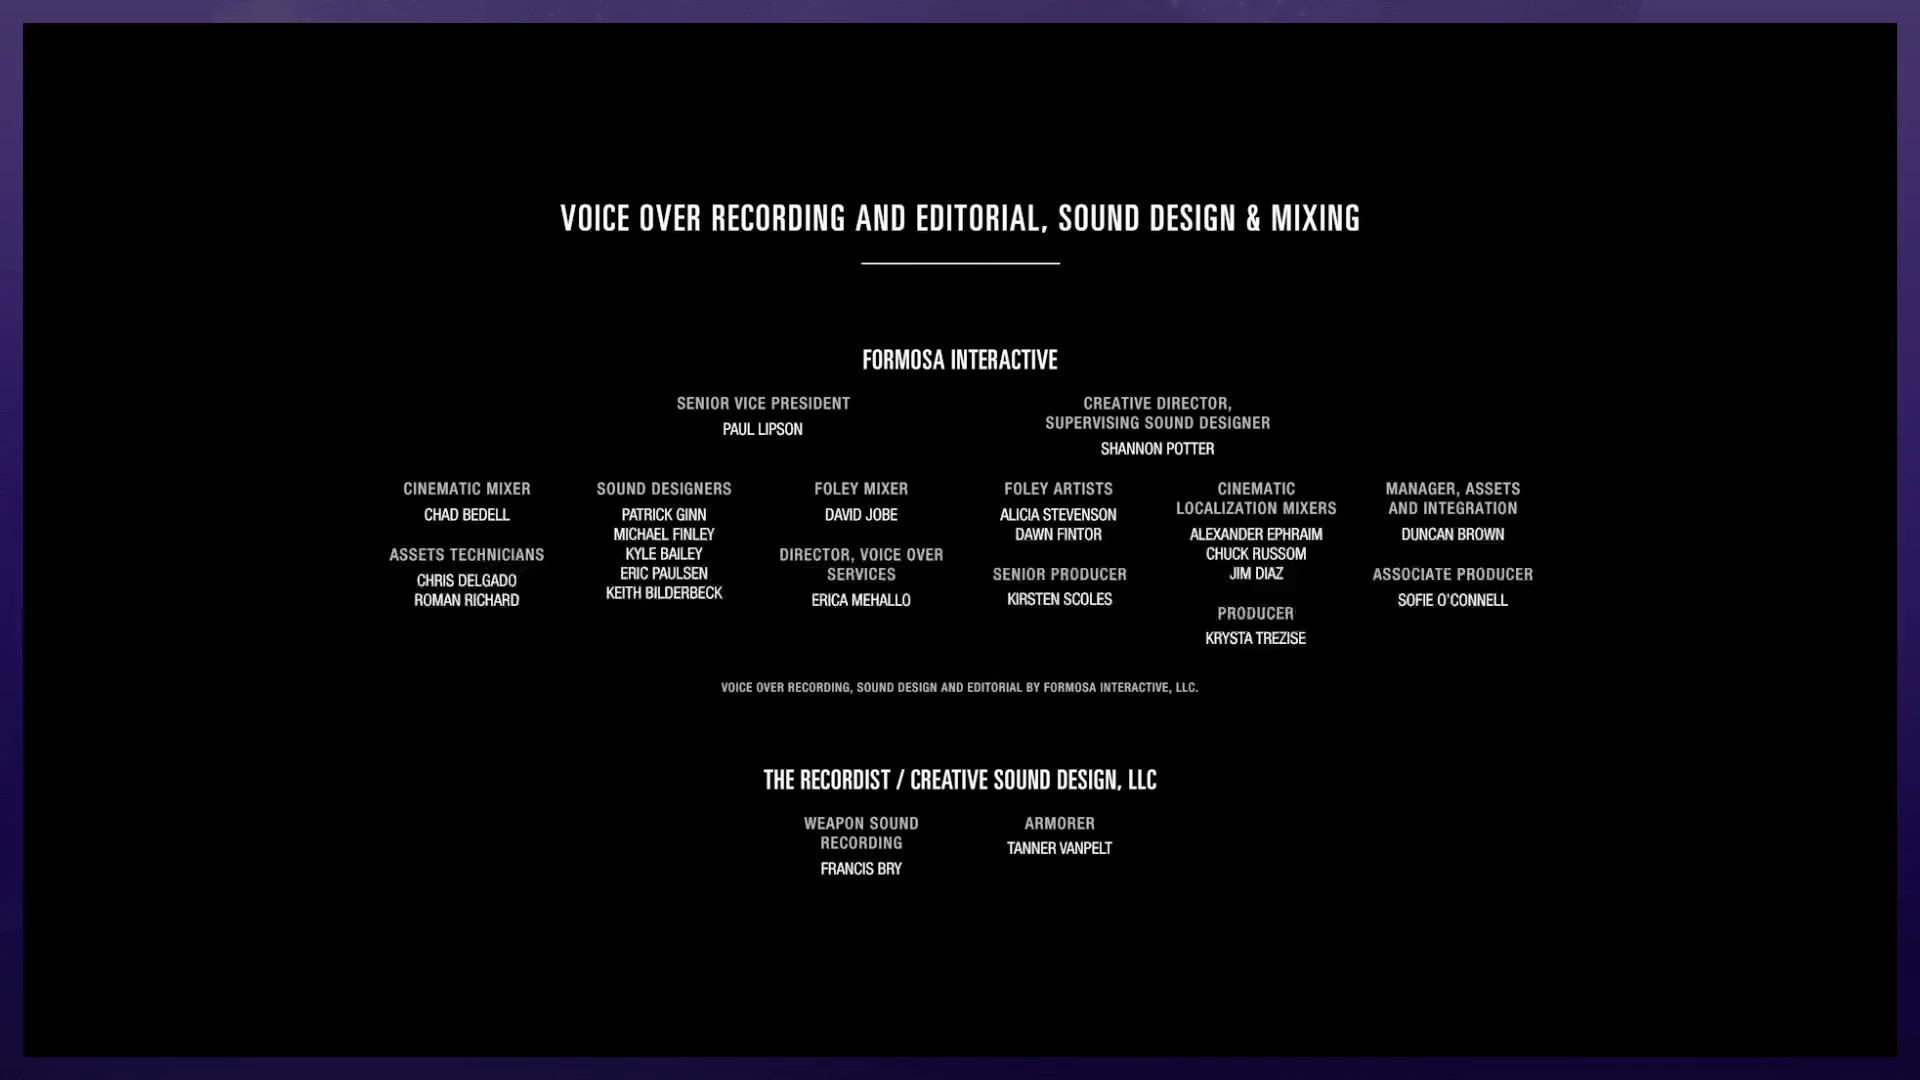 VOICE OVER RECORDING AND EDITORIAL, SOUND DESIGN & MIXING
FORMOSA INTERACTIVE
SENIOR VICE PRESIDENT
PAUL LIPSON
CREATIVE DIRECTOR,
SUPERVISING SOUND DESIGNER
SHANNON POTTER
CINEMATIC MIXER
CHAD BEDELL
ASSETS TECHNICIANS
CHRIS DELGADO
ROMAN RICHARD
SOUND DESIGNERS
PATRICK GINN
MICHAEL FINLEY
KYLE BAILEY
ERIC PAULSEN
KEITH BILDERBECK
FOLEY MIXER
DAVID JOBE
DIRECTOR, VOICE OVER
SERVICES
ERICA MEHALLO
FOLEY ARTISTS
ALICIA STEVENSON
DAWN FINTOR
SENIOR PRODUCER
KIRSTEN SCOLES
CINEMATIC
LOCALIZATION MIXERS
ALEXANDER EPHRAIM
CHUCK RUSSOM
JIM DIAZ
PRODUCER
KRYSTA TREZISE
MANAGER, ASSETS
AND INTEGRATION
DUNCAN BROWN
ASSOCIATE PRODUCER
SOFIE O'CONNELL
VOICE OVER RECORDING, SOUND DESIGN AND EDITORIAL BY FORMOSA INTERACTIVE, LLC.
THE RECORDIST / CREATIVE SOUND DESIGN, LLC
WEAPON SOUND
RECORDING
FRANCIS BRY
ARMORER
TANNER VANPELT